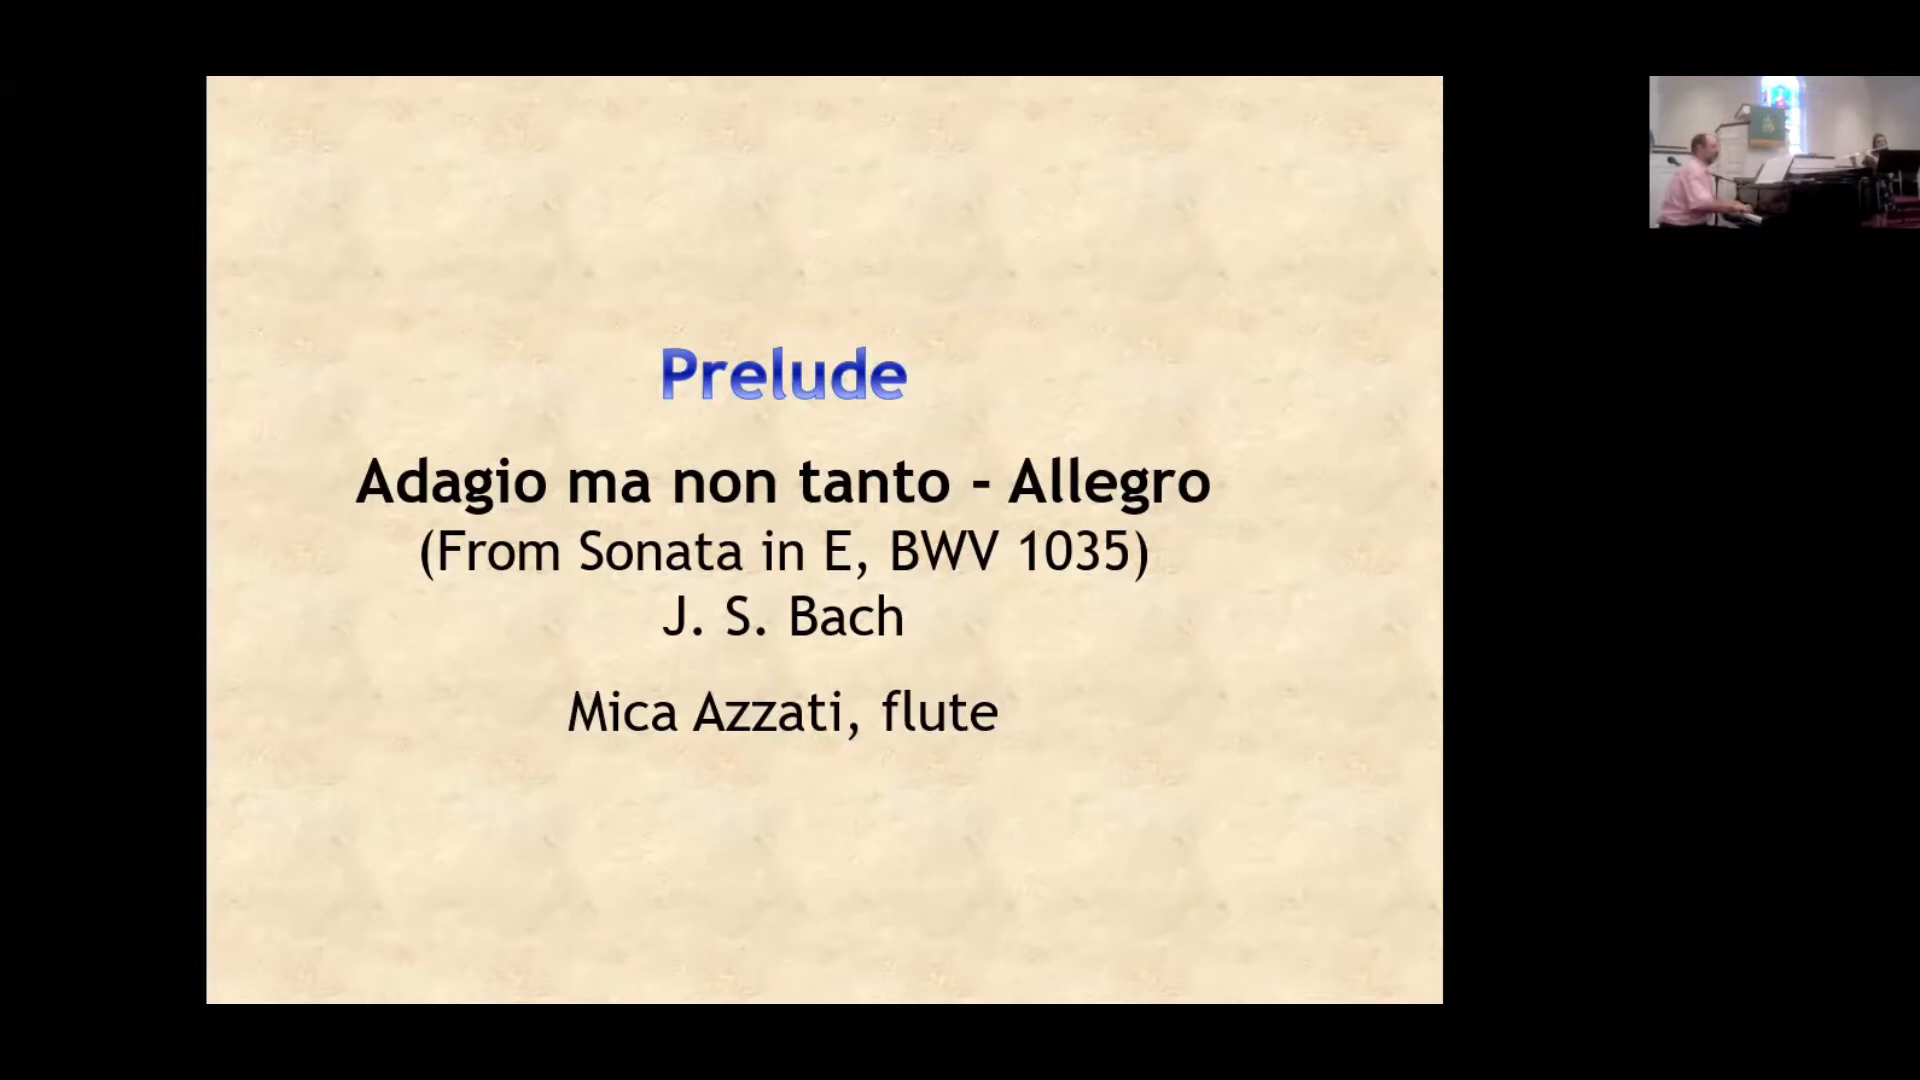 Prelude
Adagio ma non tanto - Allegro
(From Sonata in E, BWV 1035)
J. S. Bach
Mica Azzati, flute